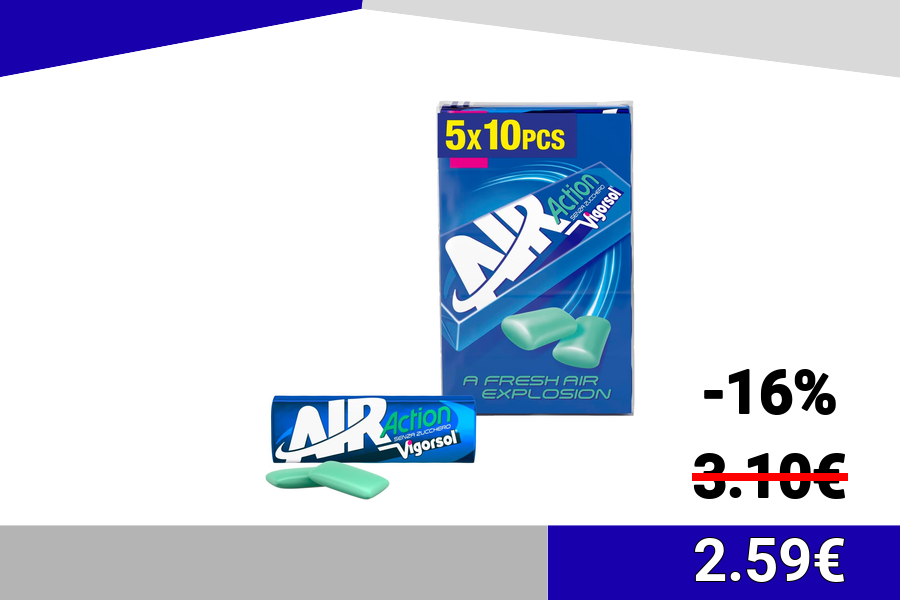 5x10PCS
AIR Action
SENZA ZUCCHERO
Vigorsol
A FRESH AIR
EXPLOSION
AIR Action
SENZA ZUCCHERO
Vigorsol
-16%
3.10€
2.59€